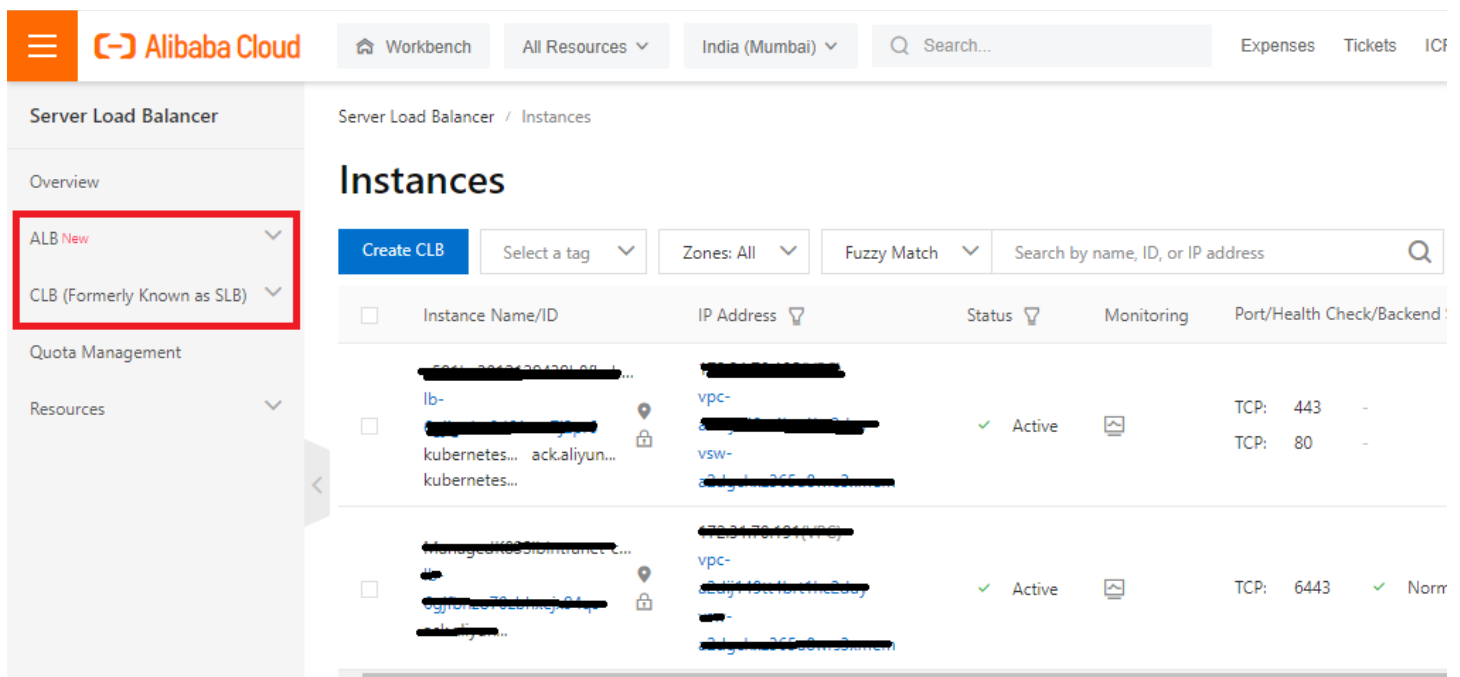 Alibaba Cloud Workbench All Resources India (Mumbai) Search... Expenses Tickets
Server Load Balancer
Overview
ALB New
CLB (Formerly Known as SLB)
Quota Management
Resources
Server Load Balancer / Instances
Instances
Create CLB Select a tag Zones: All Fuzzy Match Search by name, ID, or IP address
Instance Name/ID IP Address Status Monitoring Port/Health Check/Backend
lb- vpc-
Active TCP: 443 -
kubernetes... ack.aliyun... vsw- TCP: 80 -
kubernetes...
vpc-
Active TCP: 6443 Norm